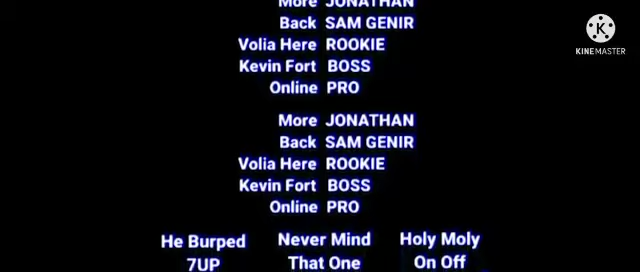 More JONATHAN
Back SAM GENIR
Volia Here ROOKIE
Kevin Fort BOSS
Online PRO
More JONATHAN
Back SAM GENIR
Volia Here ROOKIE
Kevin Fort BOSS
Online PRO
He Burped Never Mind Holy Moly
7UP That One On Off
K
KINEMASTER